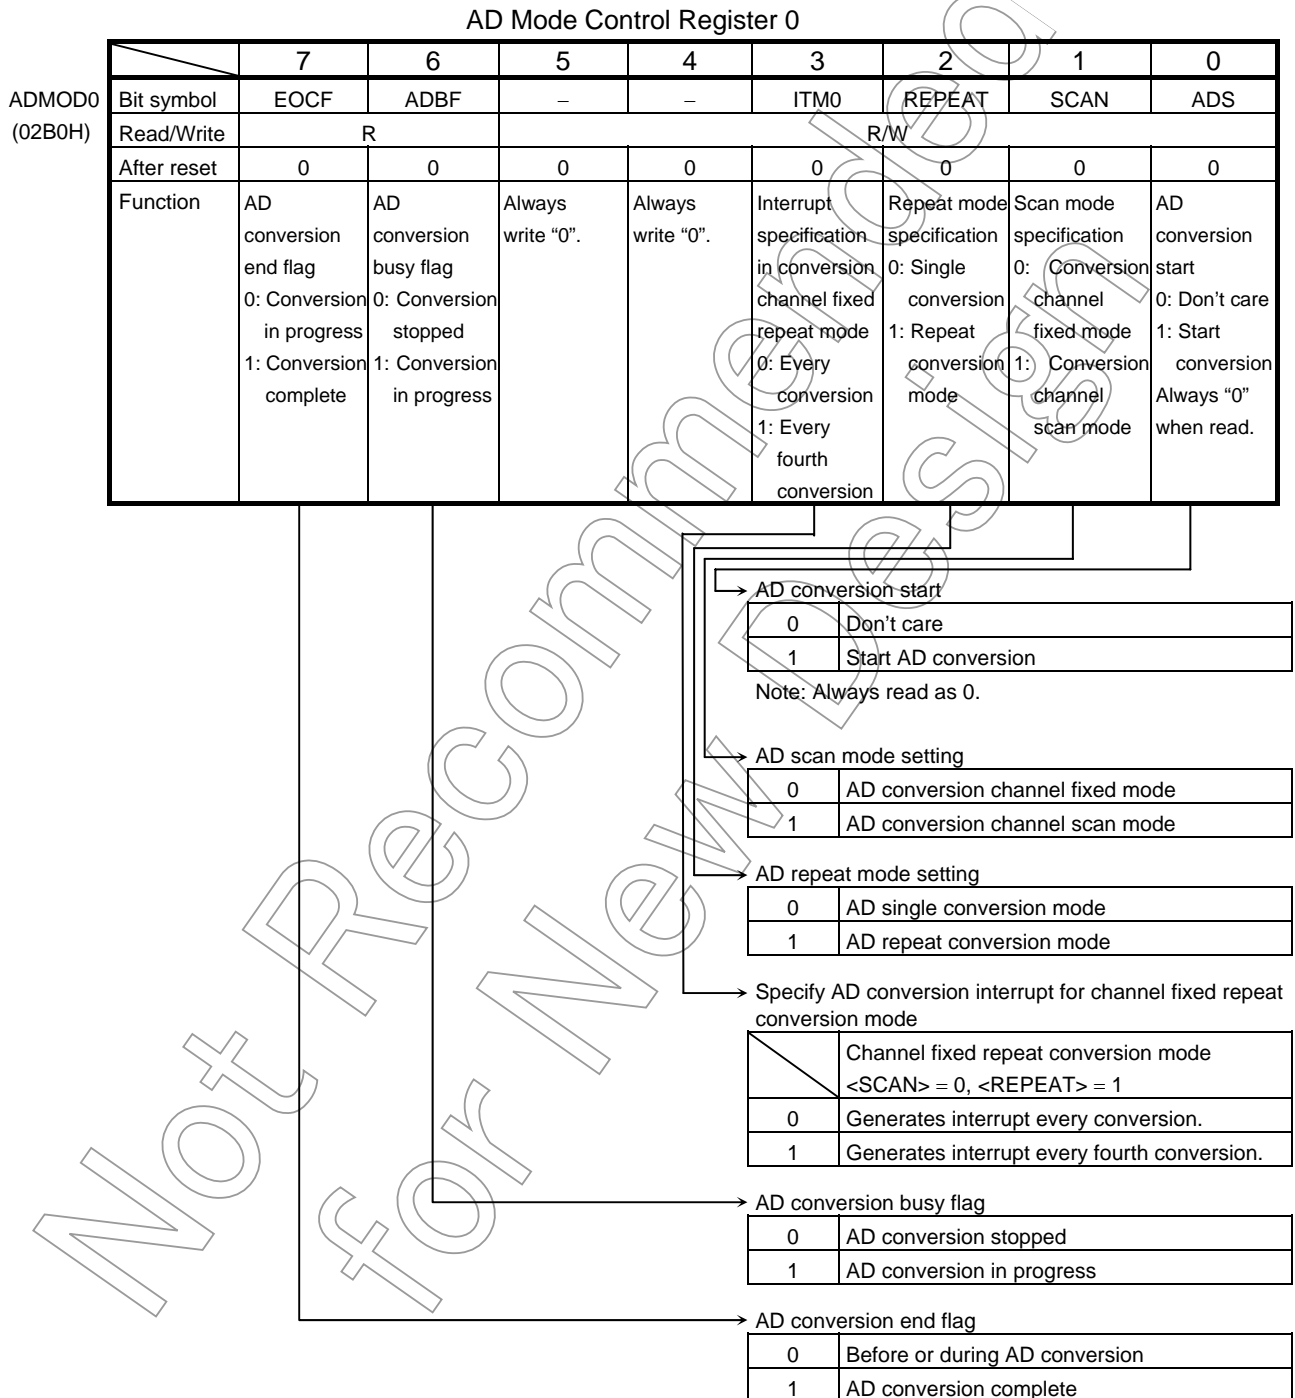 AD Mode Control Register 0
7 6 5 4 3 2 1 0
ADMOD0 Bit symbol EOCF ADBF − − ITM0 REPEAT SCAN ADS
(02B0H) Read/Write R R/W
After reset 0 0 0 0 0 0 0 0
Function AD AD Always Always Interrupt Repeat mode Scan mode AD
conversion conversion write “0”. write “0”. specification specification specification conversion
end flag busy flag in conversion 0: Single 0: Conversion start
0: Conversion 0: Conversion channel fixed conversion channel 0: Don’t care
in progress stopped repeat mode 1: Repeat fixed mode 1: Start
1: Conversion 1: Conversion 0: Every conversion 1: Conversion conversion
complete in progress conversion mode channel Always “0”
1: Every scan mode when read.
fourth
conversion
AD conversion start
0 Don’t care
1 Start AD conversion
Note: Always read as 0.
AD scan mode setting
0 AD conversion channel fixed mode
1 AD conversion channel scan mode
AD repeat mode setting
0 AD single conversion mode
1 AD repeat conversion mode
Specify AD conversion interrupt for channel fixed repeat
conversion mode
Channel fixed repeat conversion mode
<SCAN> = 0, <REPEAT> = 1
0 Generates interrupt every conversion.
1 Generates interrupt every fourth conversion.
AD conversion busy flag
0 AD conversion stopped
1 AD conversion in progress
AD conversion end flag
0 Before or during AD conversion
1 AD conversion complete
Not Recommended
for New Design